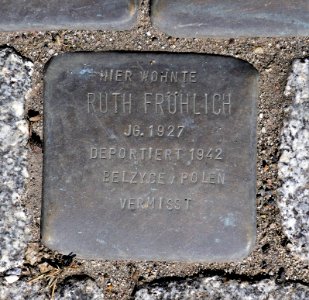 HIER WOHNTE
RUTH FRÜHLICH
JG. 1927
DEPORTIERT 1942
BELZYCE / POLEN
VERMISST